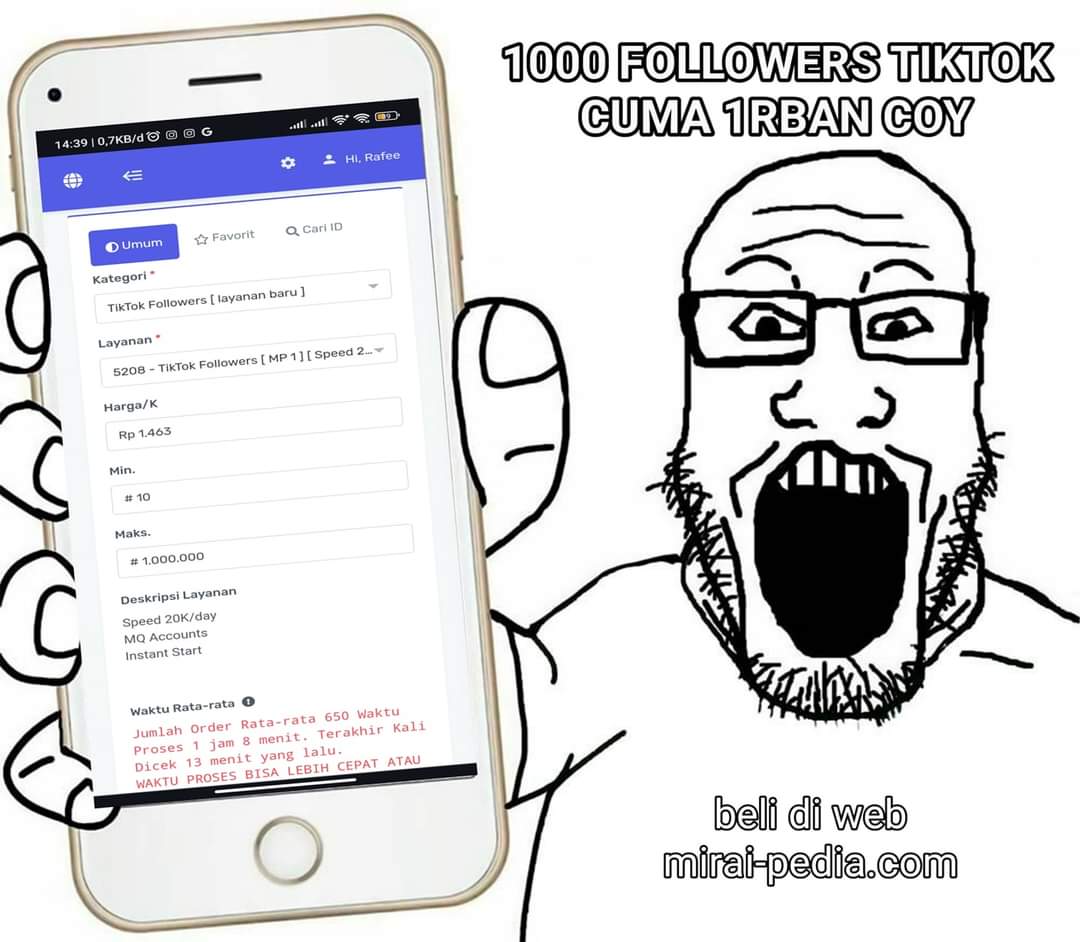 1000 FOLLOWERS TIKTOK
CUMA 1RBAN COY
14:39 | 0,7KB/d
G
89
Hi, Rafee
Umum
Favorit
Cari ID
Kategori *
TikTok Followers [ layanan baru ]
Layanan *
5208 - TikTok Followers [ MP 1 ] [ Speed 2...
Harga/K
Rp 1.463
Min.
# 10
Maks.
# 1.000.000
Deskripsi Layanan
Speed 20K/day
MQ Accounts
Instant Start
Waktu Rata-rata
Jumlah Order Rata-rata 650 Waktu
Proses 1 jam 8 menit. Terakhir Kali
Dicek 13 menit yang lalu.
WAKTU PROSES BISA LEBIH CEPAT ATAU
beli di web
mirai-pedia.com